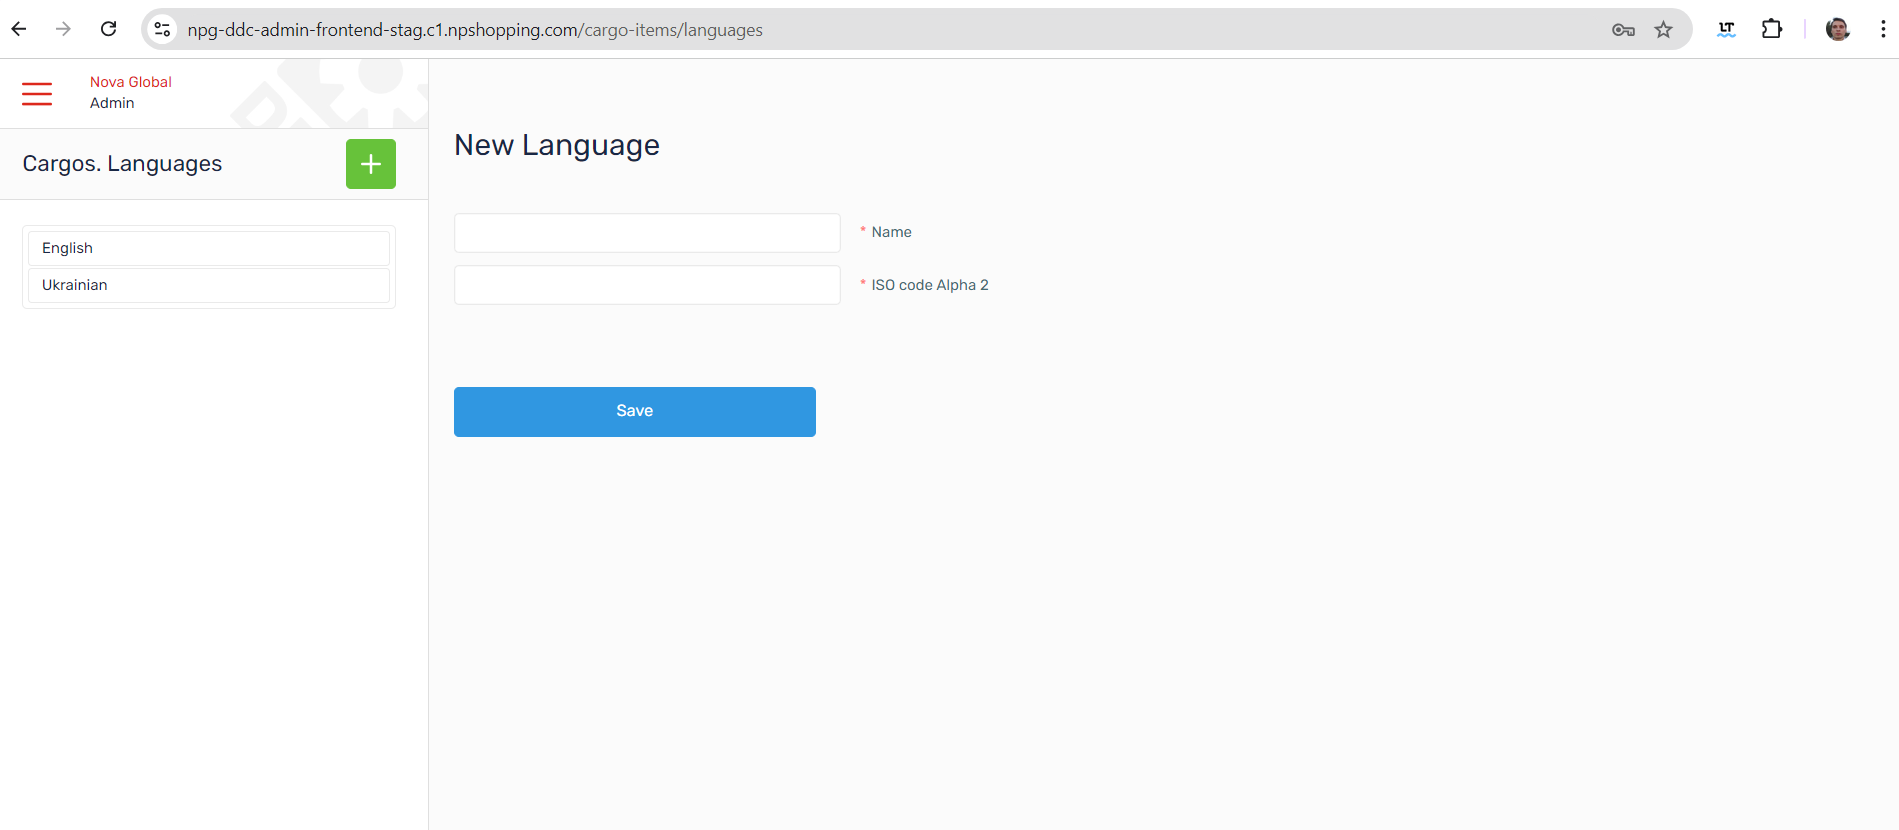 npg-ddc-admin-frontend-stag.c1.npshopping.com/cargo-items/languages
LT
Nova Global
Admin
Cargos. Languages
English
Ukrainian
New Language
* Name
* ISO code Alpha 2
Save